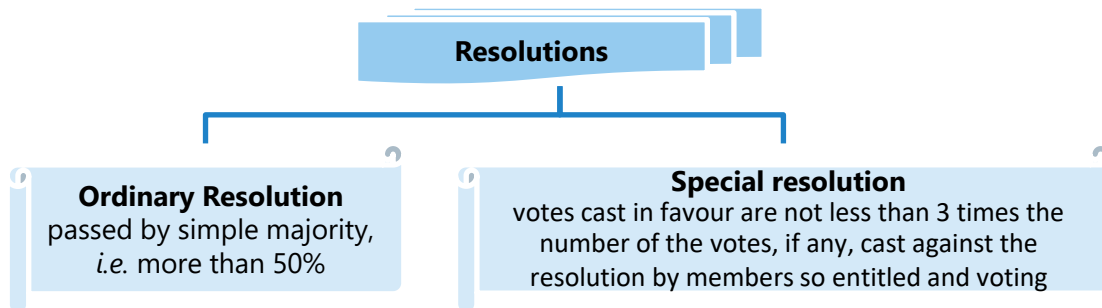 Resolutions
Ordinary Resolution
passed by simple majority,
i.e. more than 50%
Special resolution
votes cast in favour are not less than 3 times the
number of the votes, if any, cast against the
resolution by members so entitled and voting